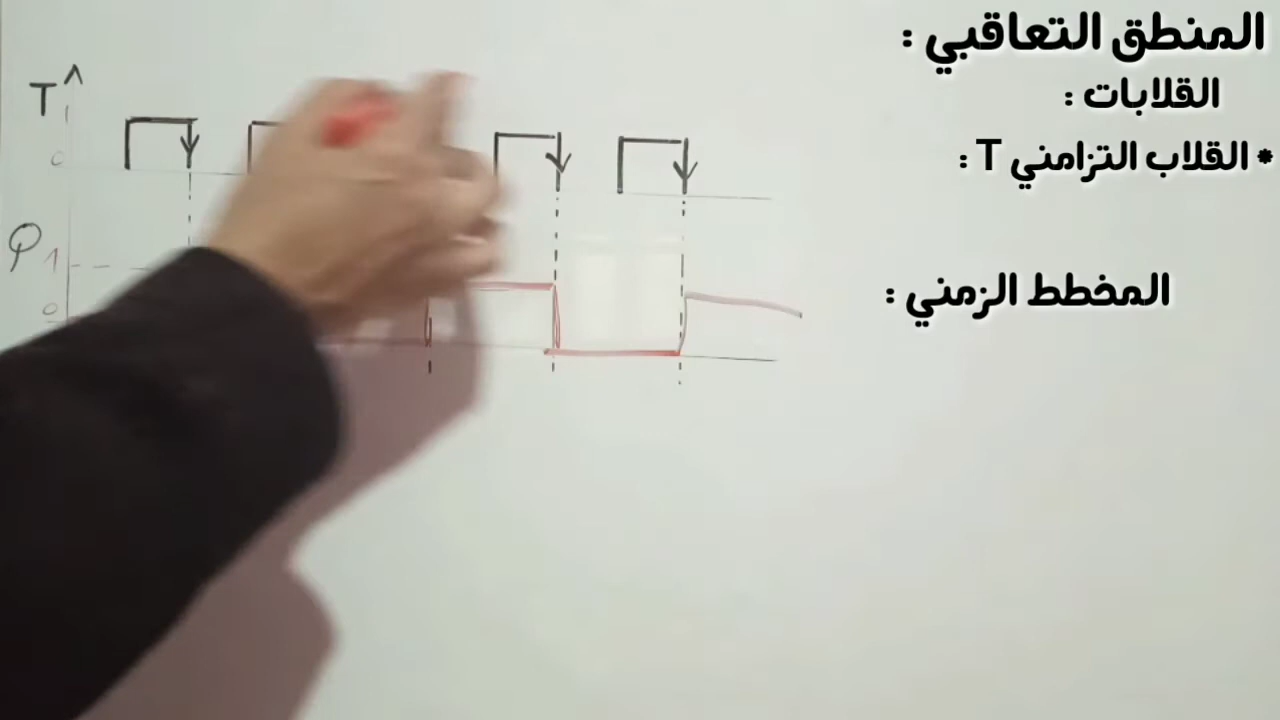 المنطق التعاقبي :
القلابات :
* القلاب التزامني T :
المخطط الزمني :
T
1
0
Q
1
0